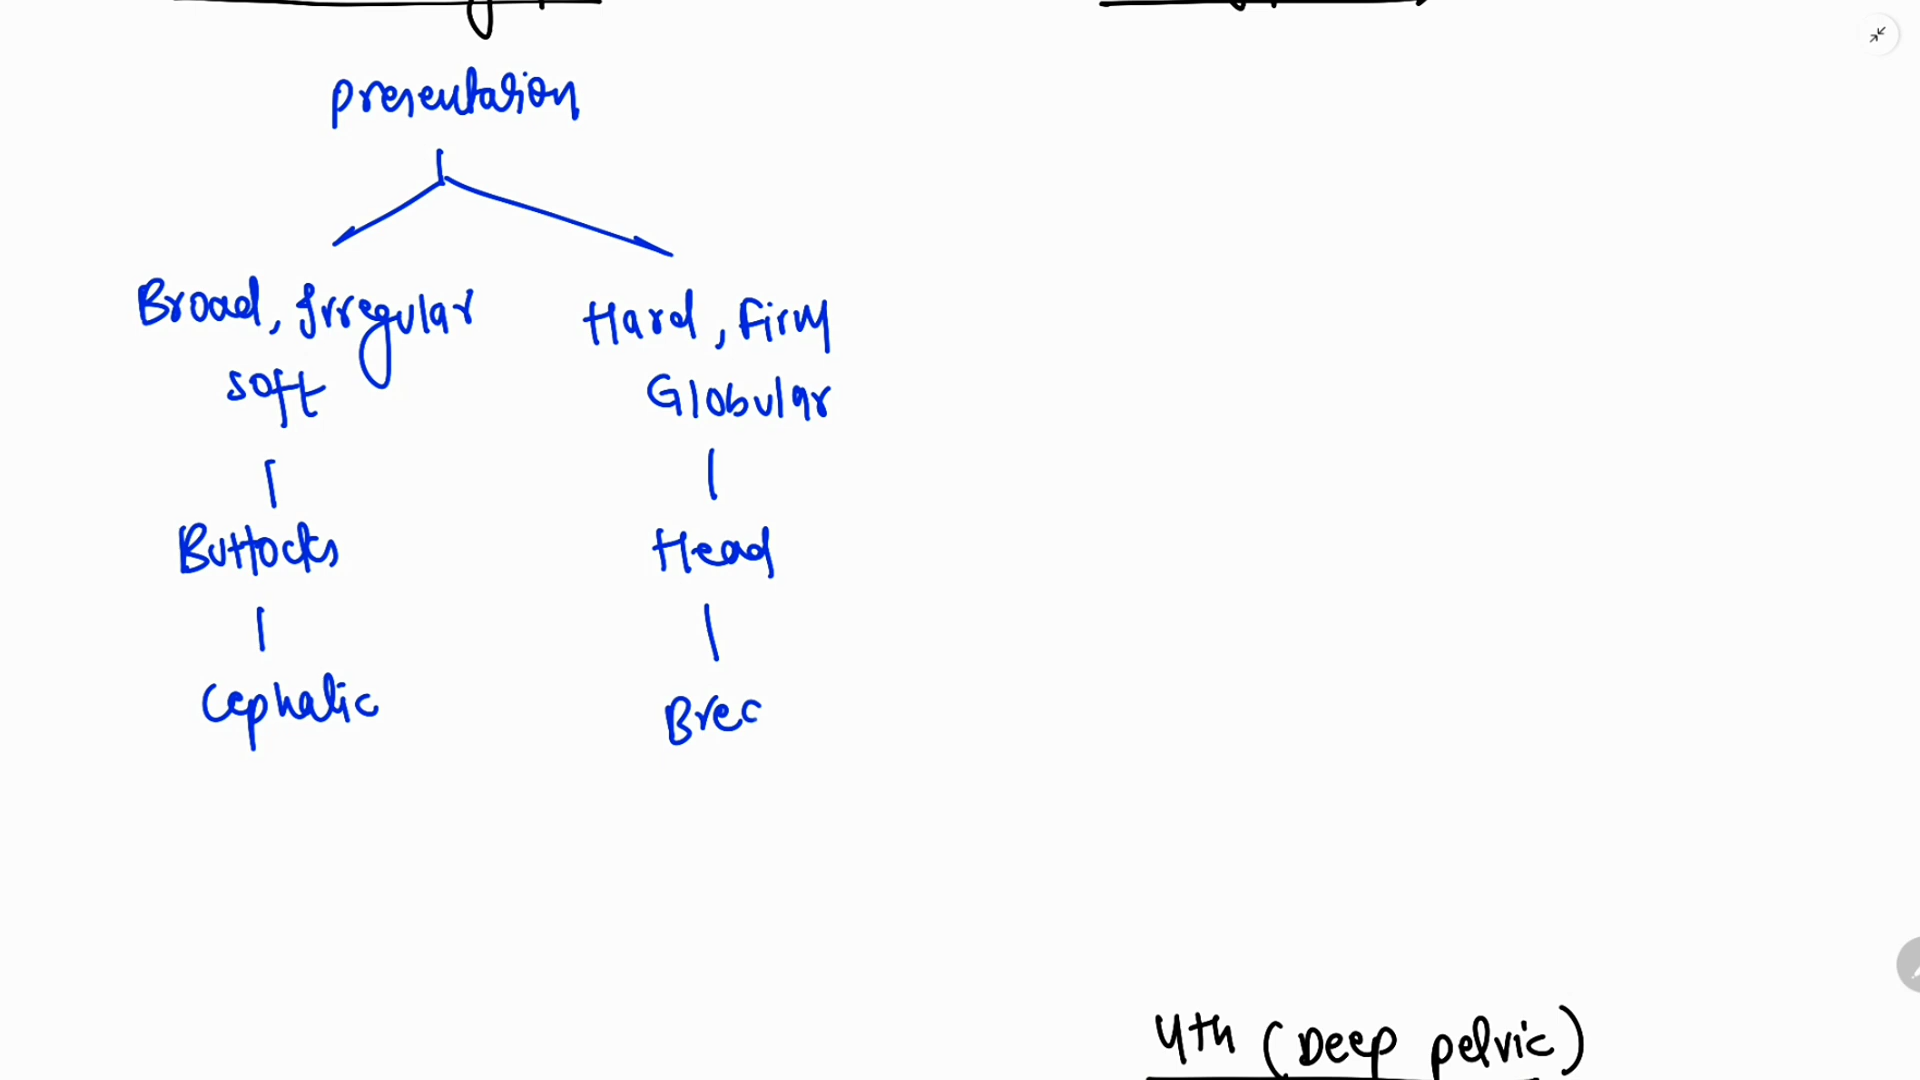 presentation
Broad, Irregular
soft
Hard, Firm
Globular
Buttocks
Head
Cephalic
Brec
4th (Deep pelvic)